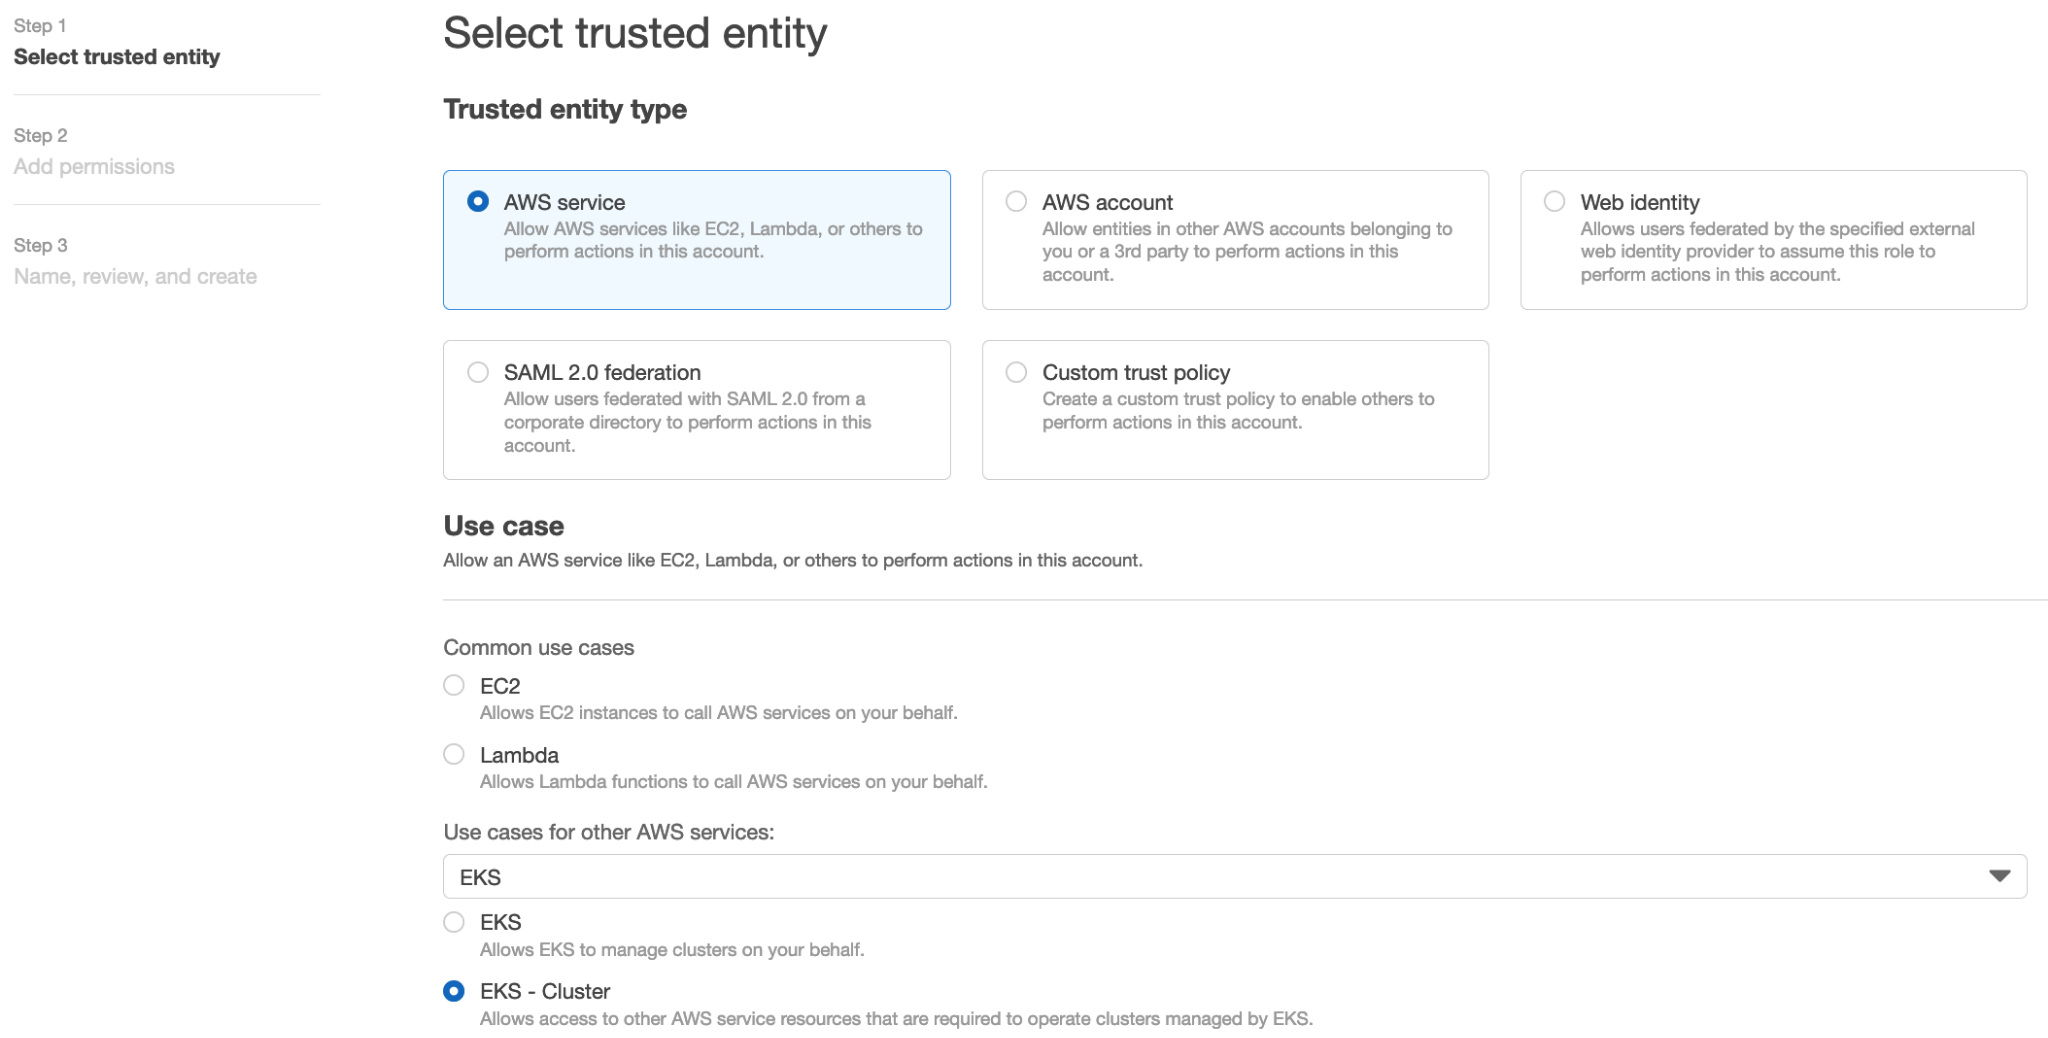 Step 1
Select trusted entity
Step 2
Add permissions
Step 3
Name, review, and create
Select trusted entity
Trusted entity type
AWS service
Allow AWS services like EC2, Lambda, or others to
perform actions in this account.
AWS account
Allow entities in other AWS accounts belonging to
you or a 3rd party to perform actions in this
account.
Web identity
Allows users federated by the specified external
web identity provider to assume this role to
perform actions in this account.
SAML 2.0 federation
Allow users federated with SAML 2.0 from a
corporate directory to perform actions in this
account.
Custom trust policy
Create a custom trust policy to enable others to
perform actions in this account.
Use case
Allow an AWS service like EC2, Lambda, or others to perform actions in this account.
Common use cases
EC2
Allows EC2 instances to call AWS services on your behalf.
Lambda
Allows Lambda functions to call AWS services on your behalf.
Use cases for other AWS services:
EKS
EKS
Allows EKS to manage clusters on your behalf.
EKS - Cluster
Allows access to other AWS service resources that are required to operate clusters managed by EKS.